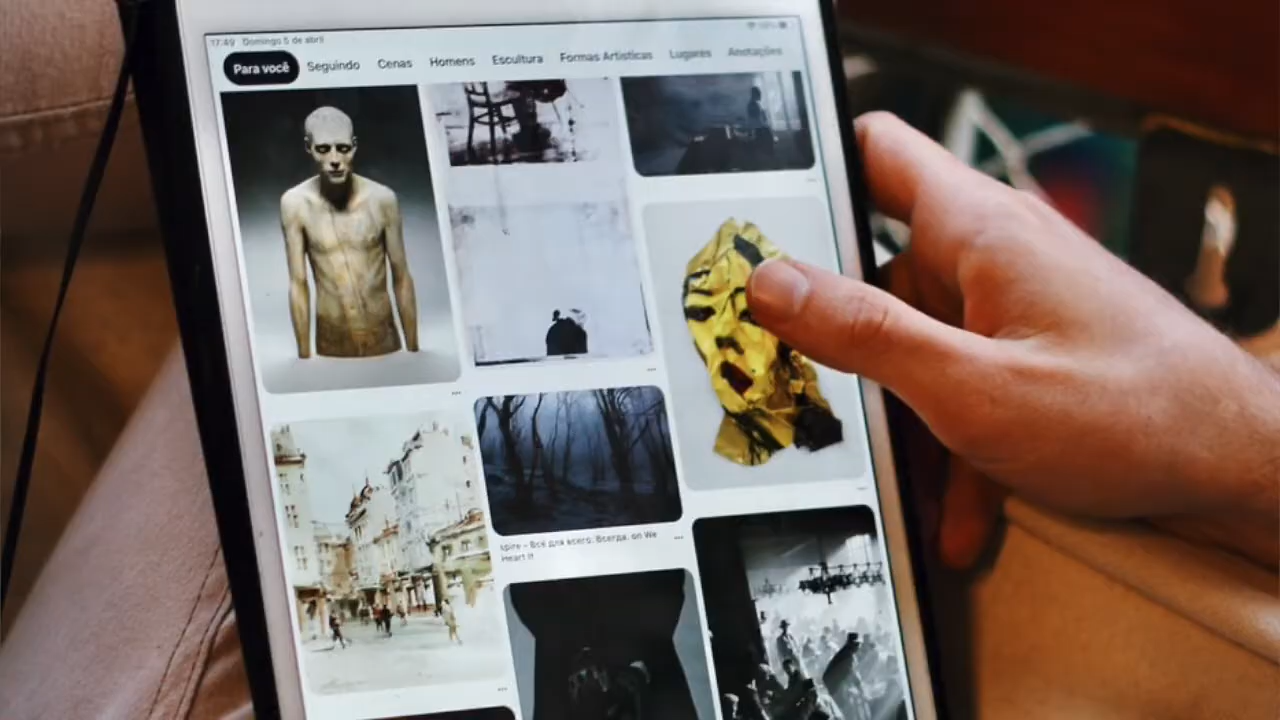 17:49 Domingo 5 de abril
Para você Seguindo Cenas Homens Escultura Formas Artísticas Lugares Anotações
spire - Всё для всего: Всегда. on We
Heart It